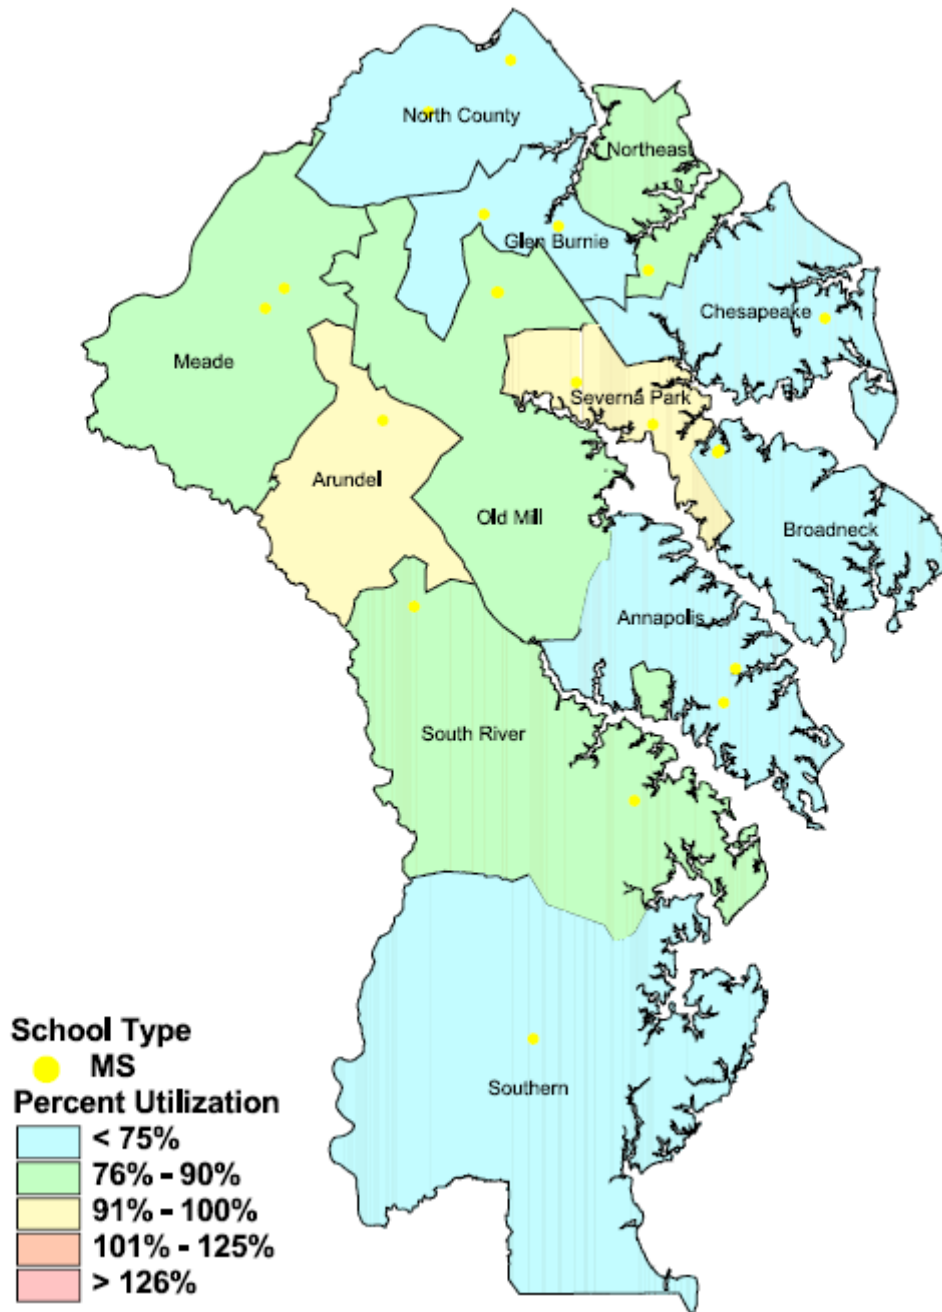 North County
Northeast
Glen Burnie
Chesapeake
Meade
Severna Park
Arundel
Old Mill
Broadneck
Annapolis
South River
Southern
School Type
MS
Percent Utilization
< 75%
76% - 90%
91% - 100%
101% - 125%
> 126%